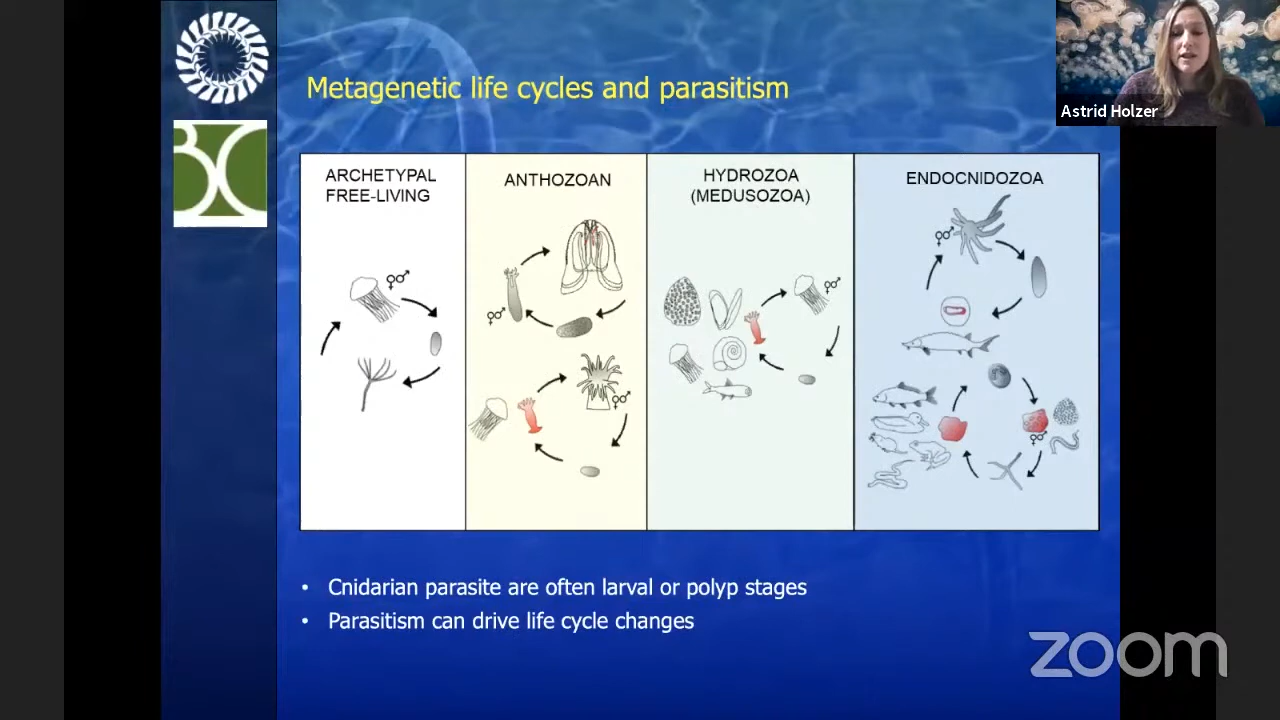 Metagenetic life cycles and parasitism
Astrid Holzer
ARCHETYPAL
FREE-LIVING
ANTHOZOAN
HYDROZOA
(MEDUSOZOA)
ENDOCNIDOZOA
• Cnidarian parasite are often larval or polyp stages
• Parasitism can drive life cycle changes
zoom